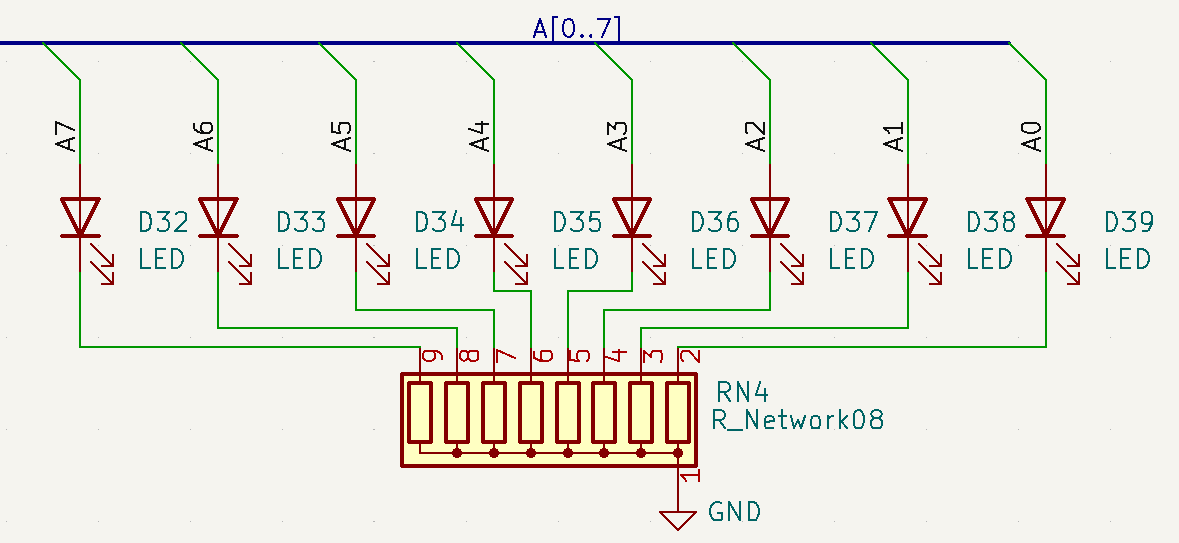 A[0..7]
A7 A6 A5 A4 A3 A2 A1 A0
D32 D33 D34 D35 D36 D37 D38 D39
LED LED LED LED LED LED LED LED
9 8 7 6 5 4 3 2
RN4
R_Network08
1
GND